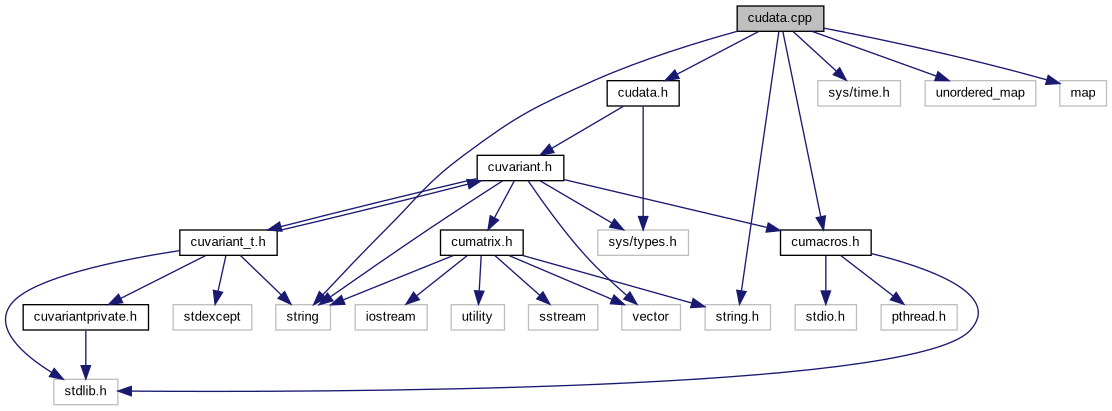 cudata.cpp
cudata.h
sys/time.h
unordered_map
map
cuvariant.h
cuvariant_t.h
cumatrix.h
sys/types.h
cumacros.h
cuvariantprivate.h
stdexcept
string
iostream
utility
sstream
vector
string.h
stdio.h
pthread.h
stdlib.h